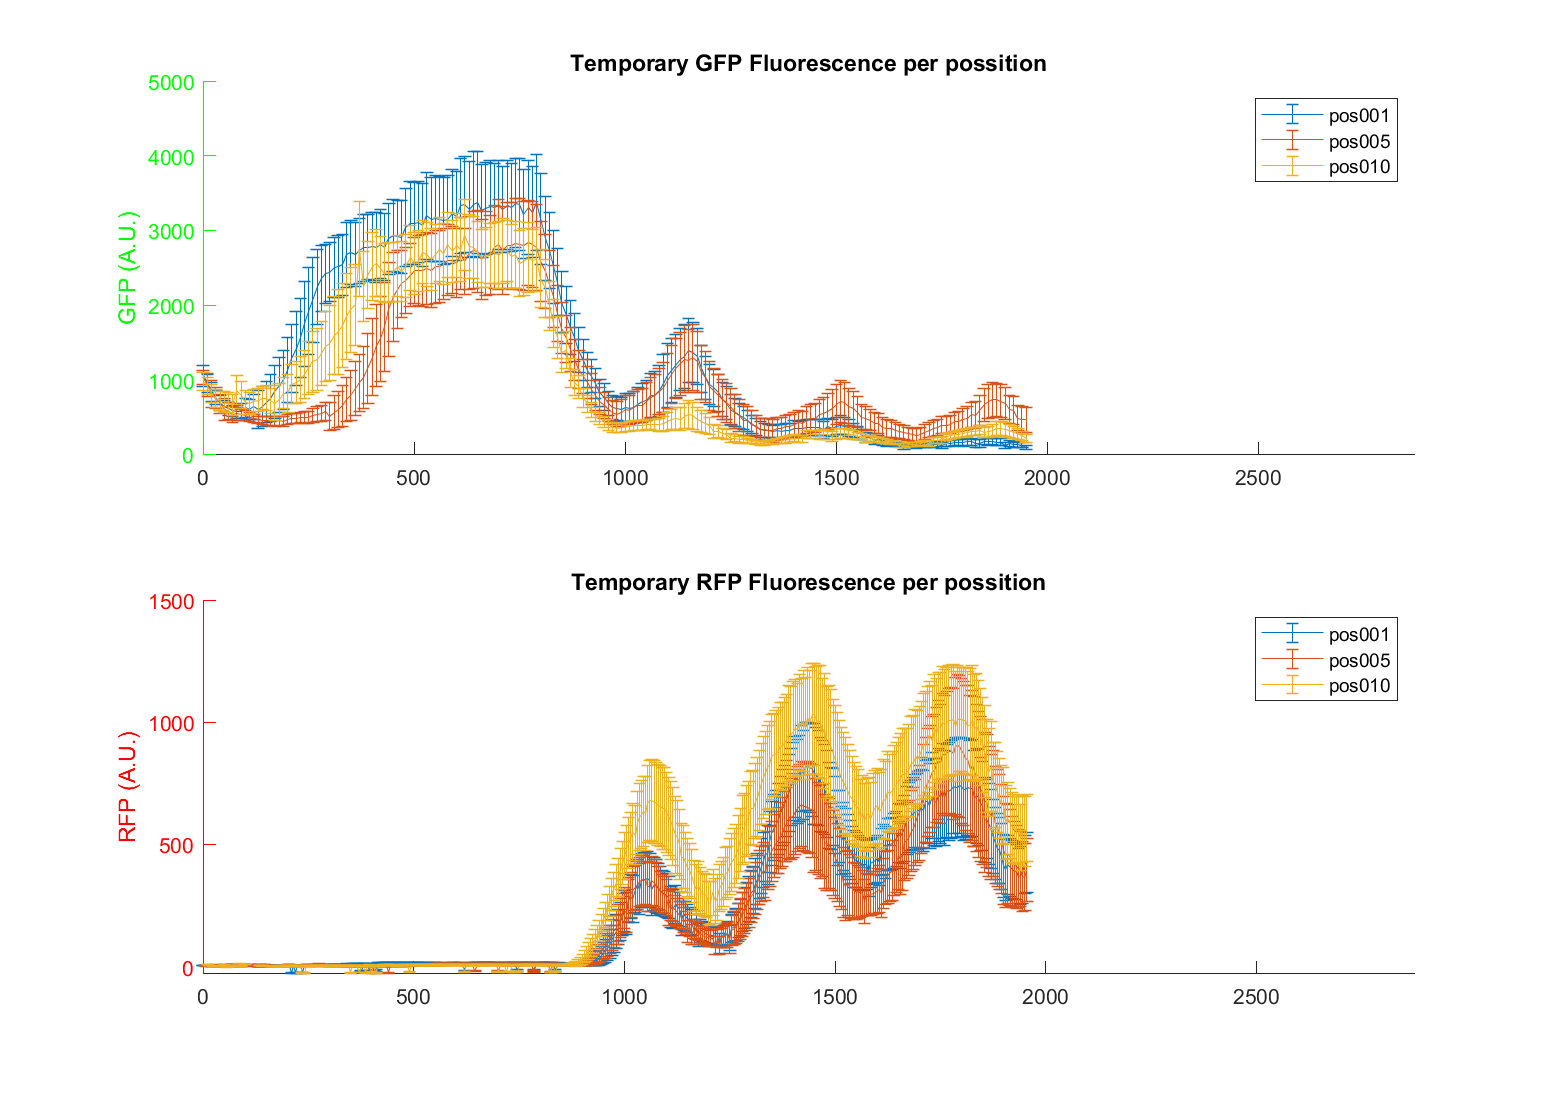 Temporary GFP Fluorescence per possition
5000
4000
3000
2000
1000
0
GFP (A.U.)
0 500 1000 1500 2000 2500
pos001
pos005
pos010
Temporary RFP Fluorescence per possition
1500
1000
500
0
RFP (A.U.)
0 500 1000 1500 2000 2500
pos001
pos005
pos010